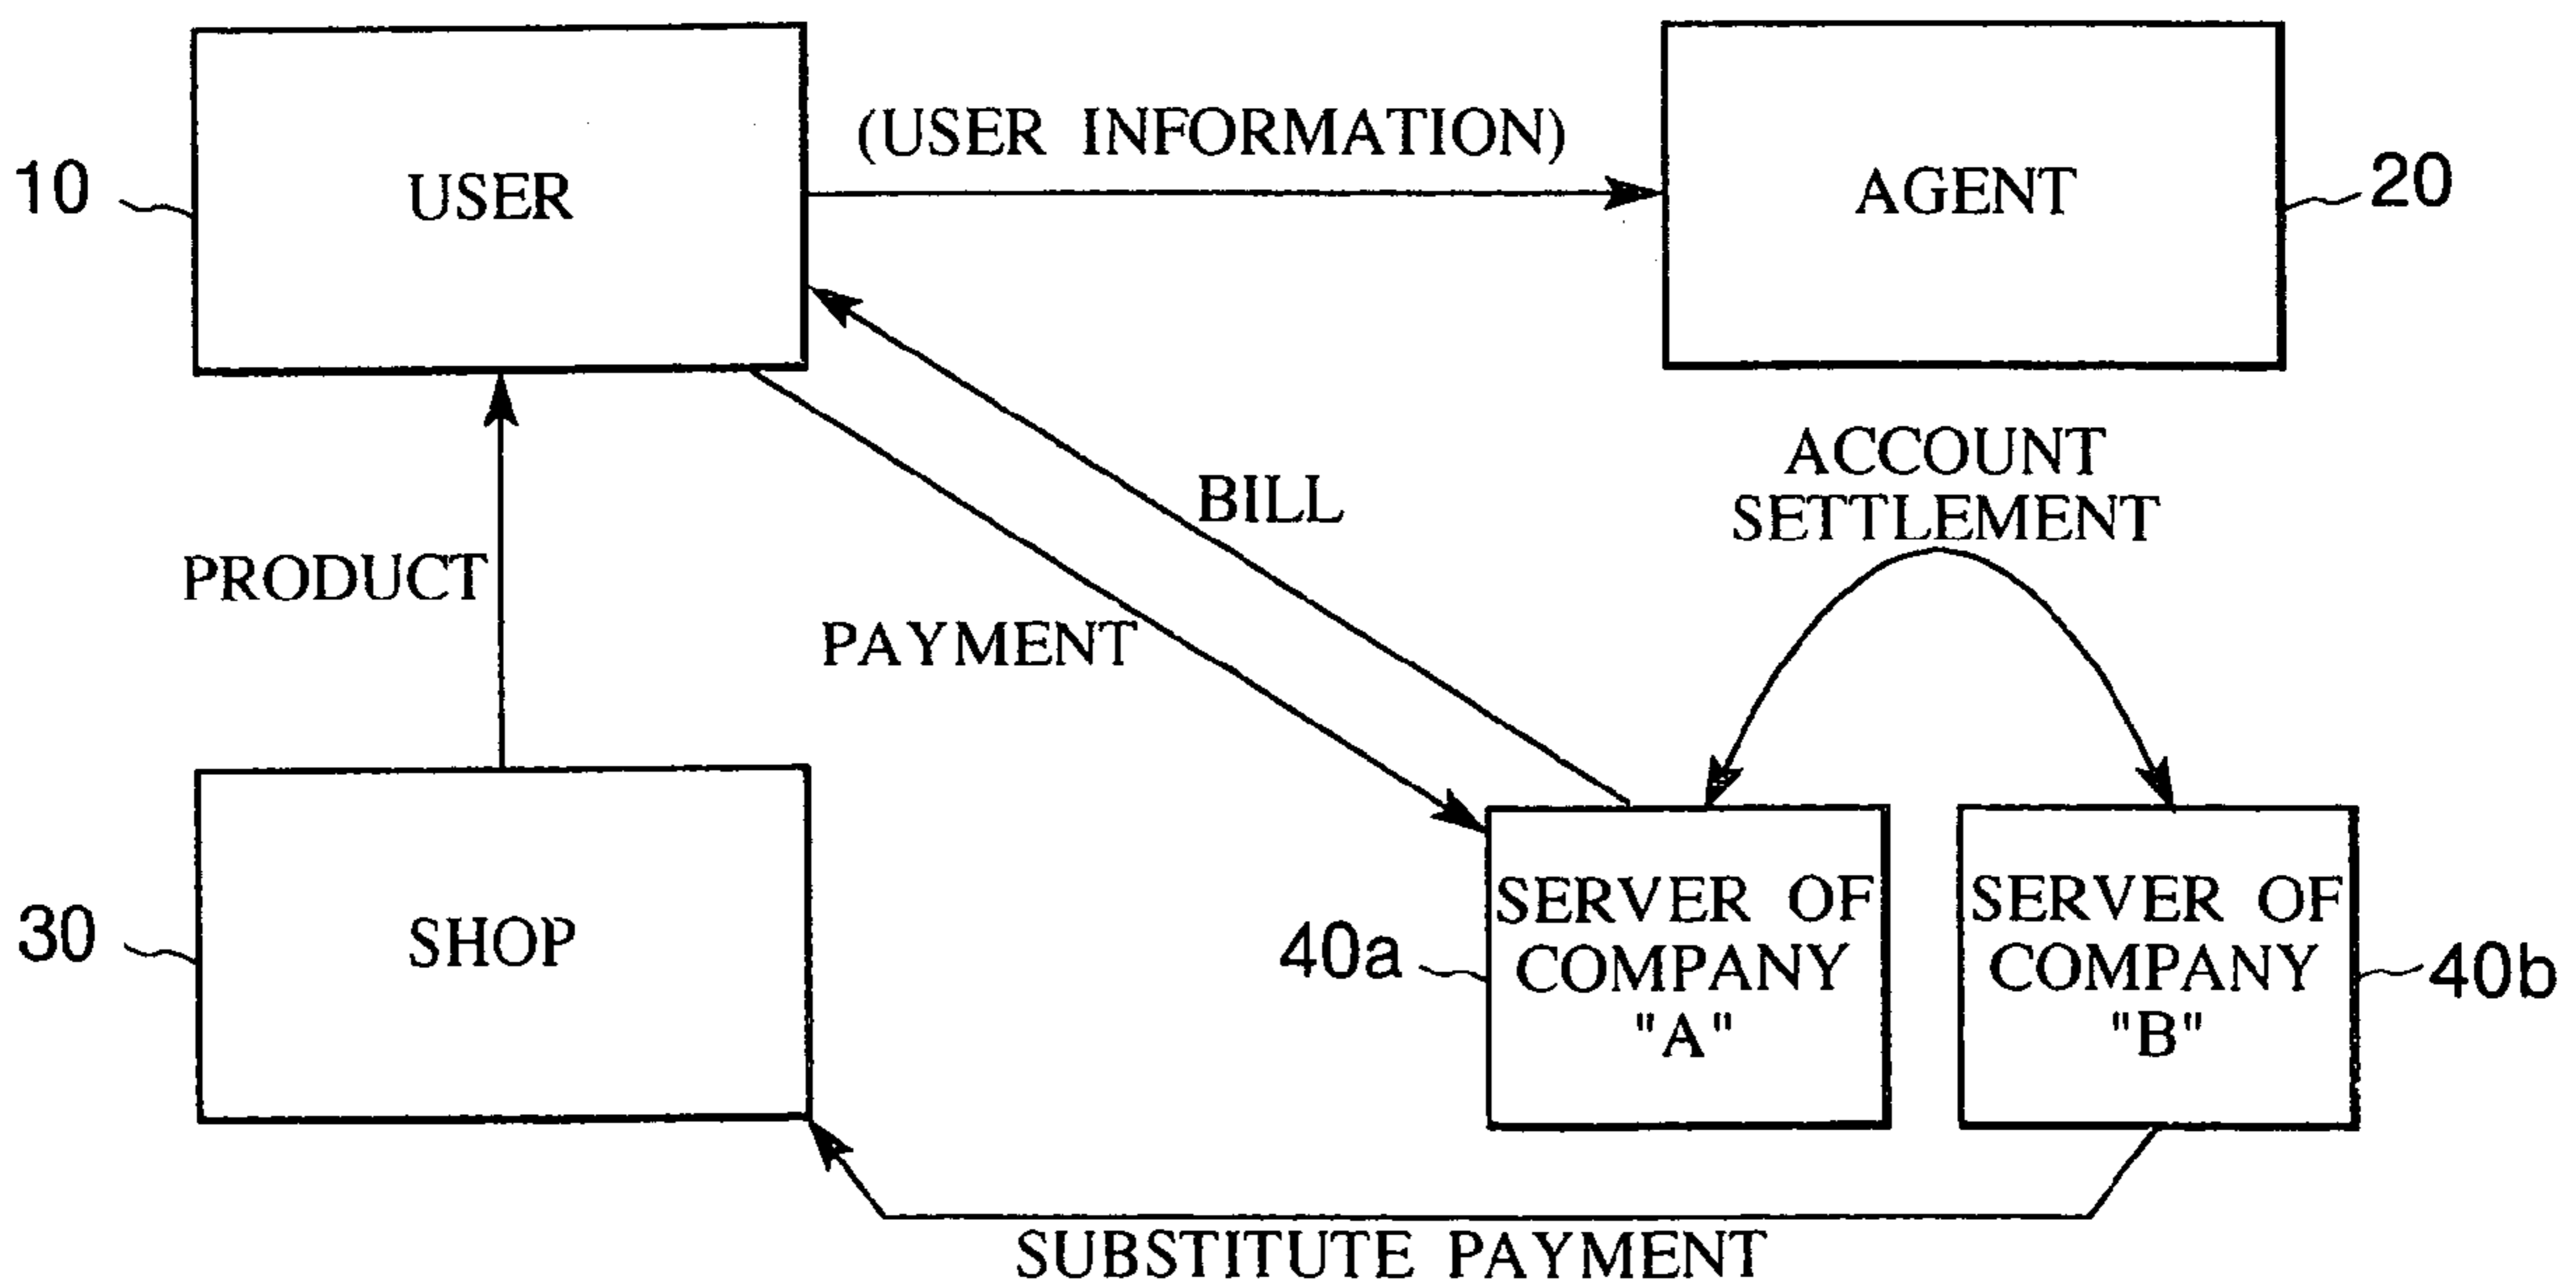 (USER INFORMATION)
10
USER
AGENT
20
BILL
ACCOUNT
SETTLEMENT
PRODUCT
PAYMENT
30
SHOP
40a
SERVER OF
COMPANY
"A"
SERVER OF
COMPANY
"B"
40b
SUBSTITUTE PAYMENT